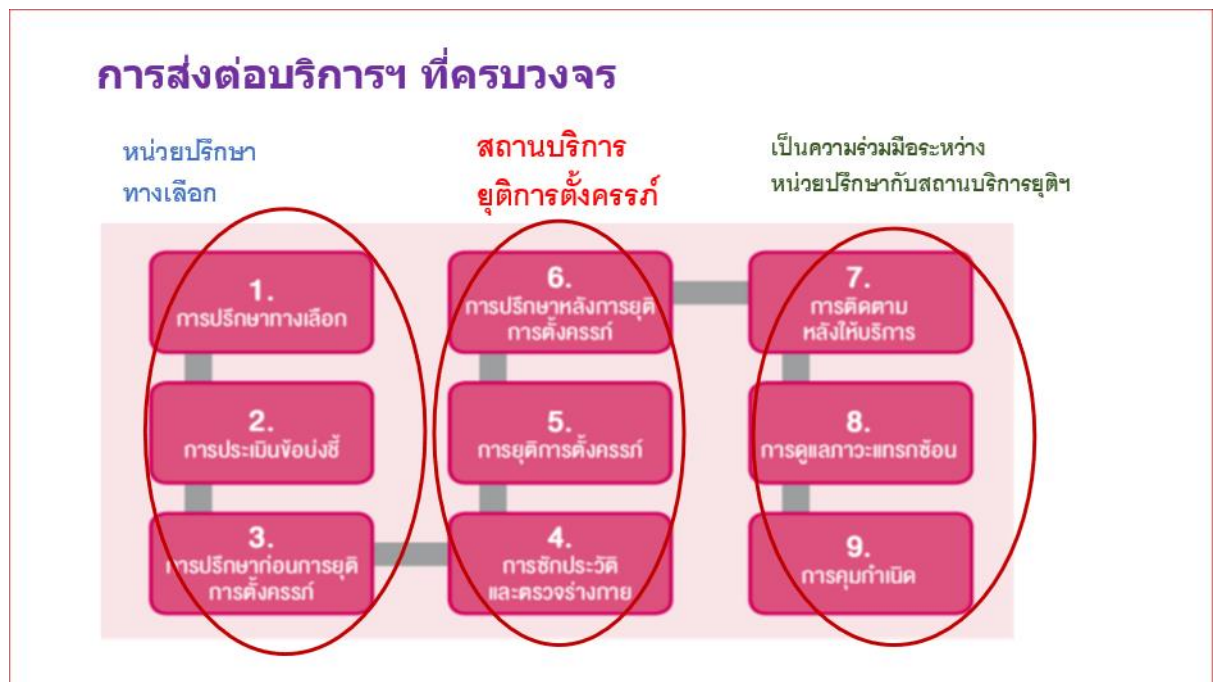 การส่งต่อบริการฯ ที่ครบวงจร
หน่วยปรึกษา
ทางเลือก
สถานบริการ
ยุติการตั้งครรภ์
เป็นความร่วมมือระหว่าง
หน่วยปรึกษากับสถานบริการยุติฯ
1.
การปรึกษาทางเลือก
2.
การประเมินข้อบ่งชี้
3.
การปรึกษาก่อนการยุติ
การตั้งครรภ์
6.
การปรึกษาหลังการยุติ
การตั้งครรภ์
5.
การยุติการตั้งครรภ์
4.
การซักประวัติ
และตรวจร่างกาย
7.
การติดตาม
หลังให้บริการ
8.
การดูแลภาวะแทรกซ้อน
9.
การคุมกำเนิด